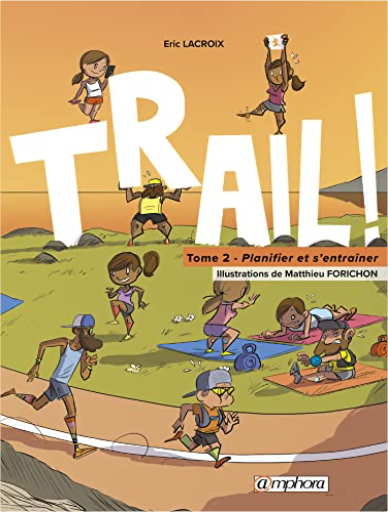 Eric LACROIX
TRAIL!
Tome 2 - Planifier et s'entraîner
Illustrations de Matthieu FORICHON
amphora